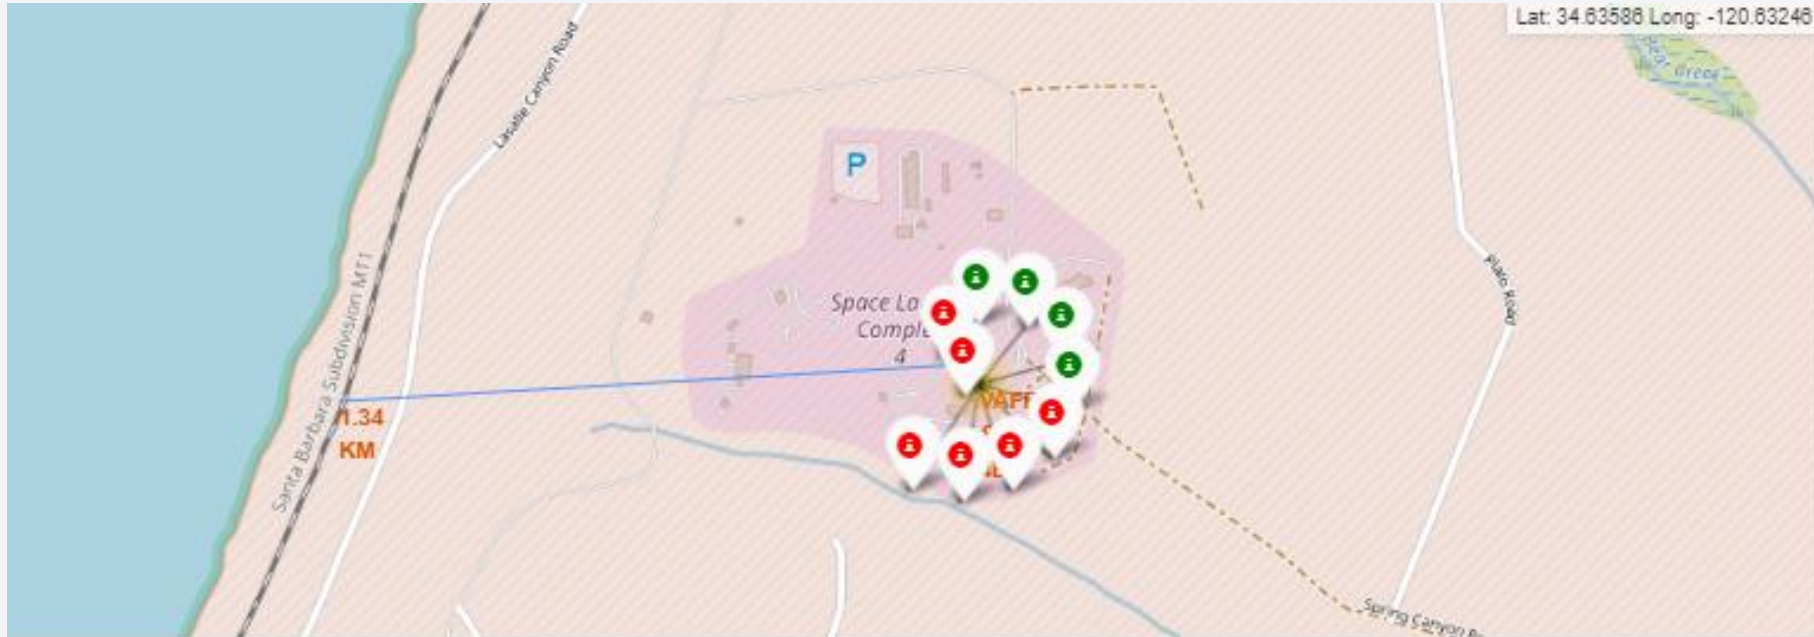 Lat: 34.63586 Long: -120.63246
Lasalle Canyon Road
P
Santa Barbara Subdivision MT1
Space La
Comple
4
VAFB
1.34
KM
Plato Road
Spring Canyon